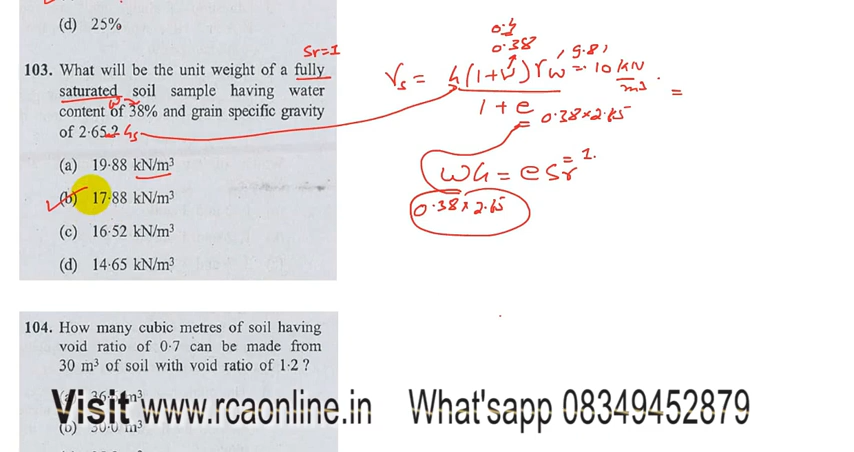 (d) 25%
Sr=1
103. What will be the unit weight of a fully
saturated soil sample having water
content of 38% and grain specific gravity
of 2·65 ?
(a) 19·88 kN/m³
(b) 17·88 kN/m³
(c) 16·52 kN/m³
(d) 14·65 kN/m³
0.4
0.38
9.81
γs = G(1+w)γw = 10 kN/m3 =
1+e
0.38×2.65
wG = eSr = 1.
0.38×2.65
104. How many cubic metres of soil having
void ratio of 0·7 can be made from
30 m³ of soil with void ratio of 1·2 ?
Visit www.rcaonline.in What'sapp 08349452879
(b) 30·0 m³